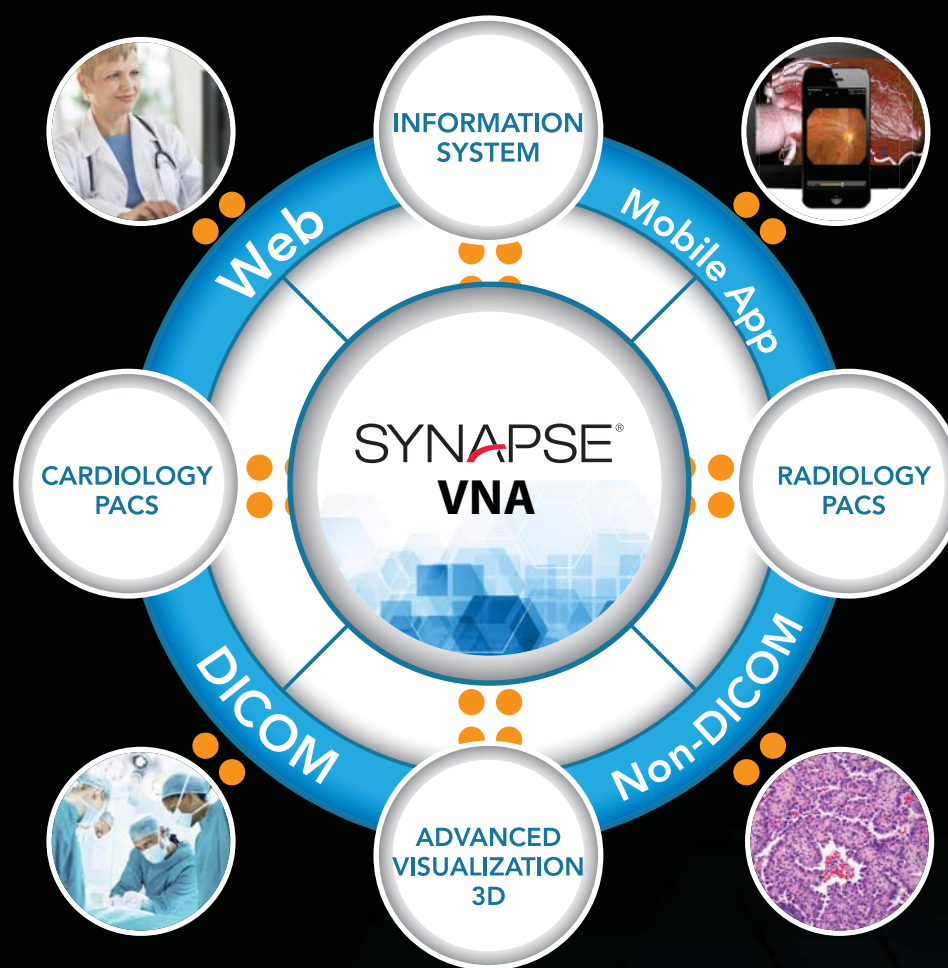 INFORMATION
SYSTEM
Web
Mobile App
SYNAPSE®
VNA
CARDIOLOGY
PACS
RADIOLOGY
PACS
DICOM
Non-DICOM
ADVANCED
VISUALIZATION
3D